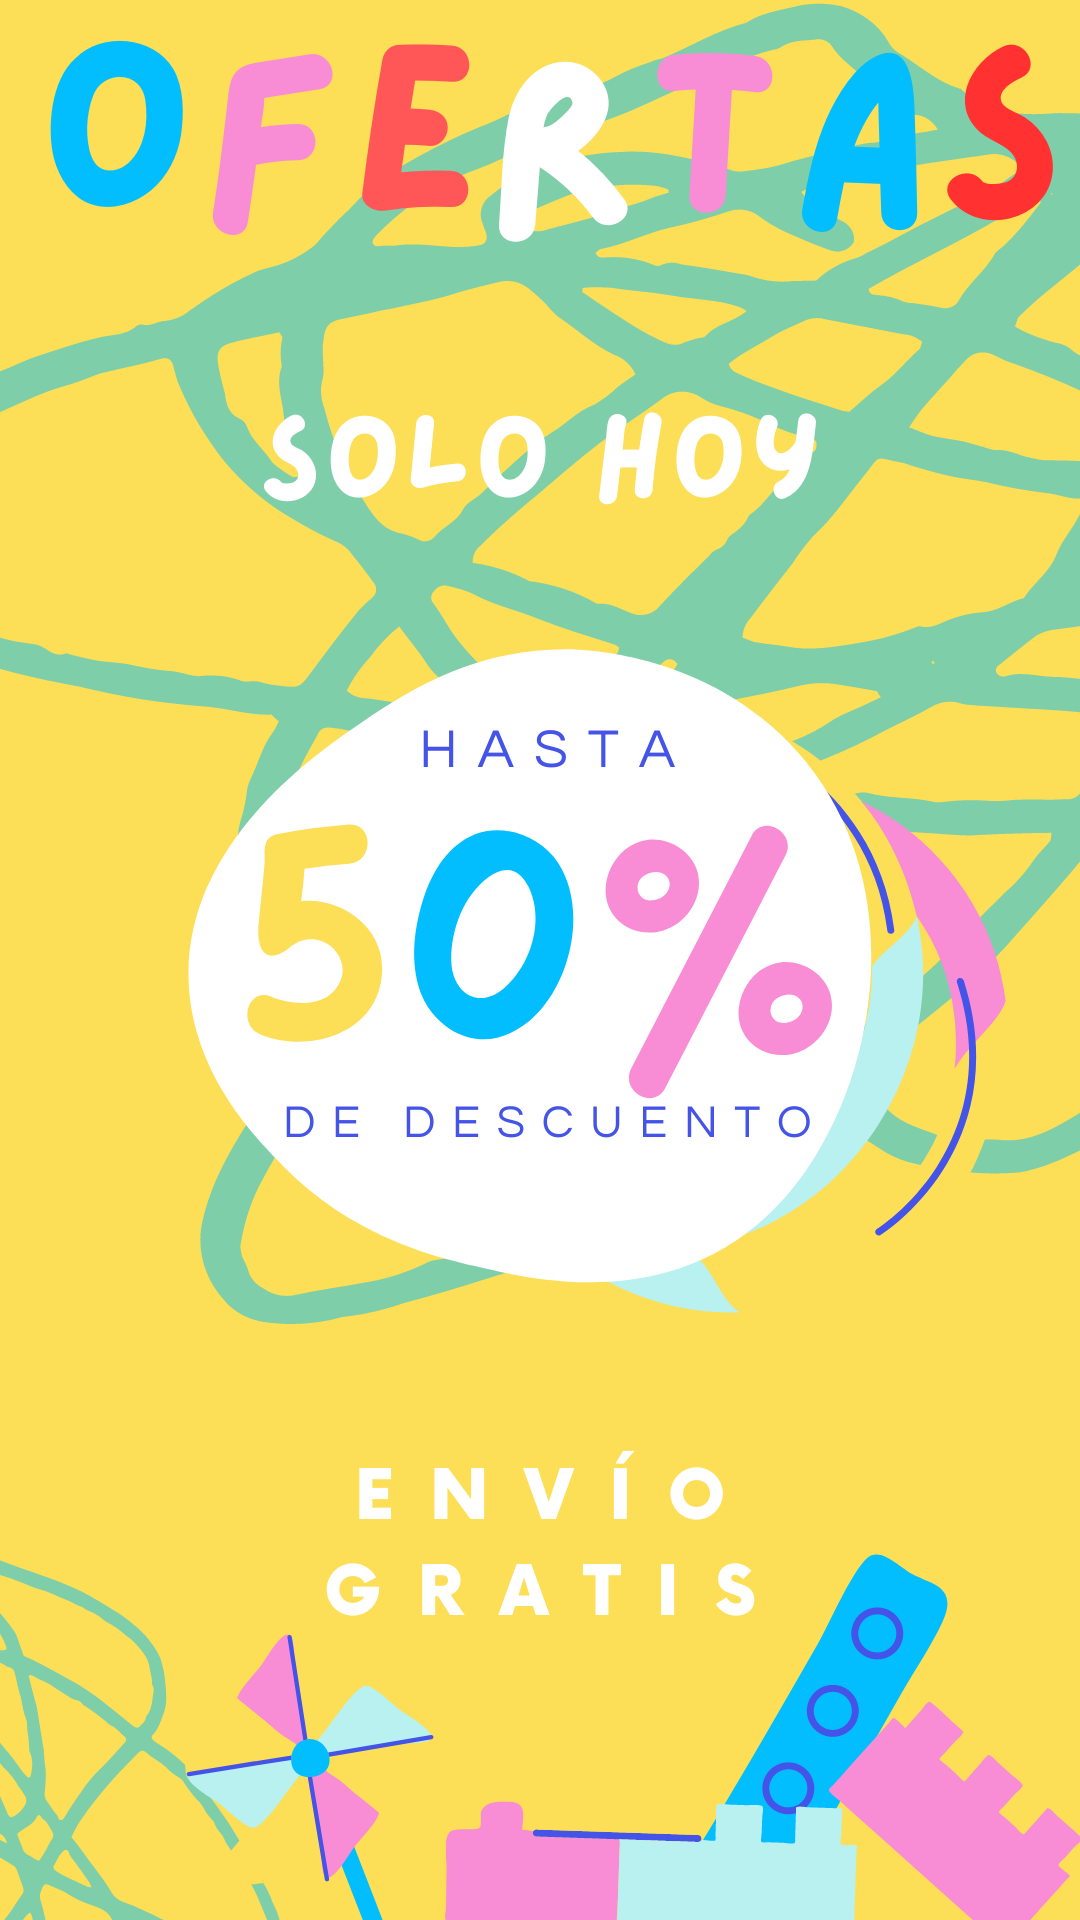 OFERTAS
SOLO HOY
HASTA
50%
DE DESCUENTO
ENVÍO
GRATIS